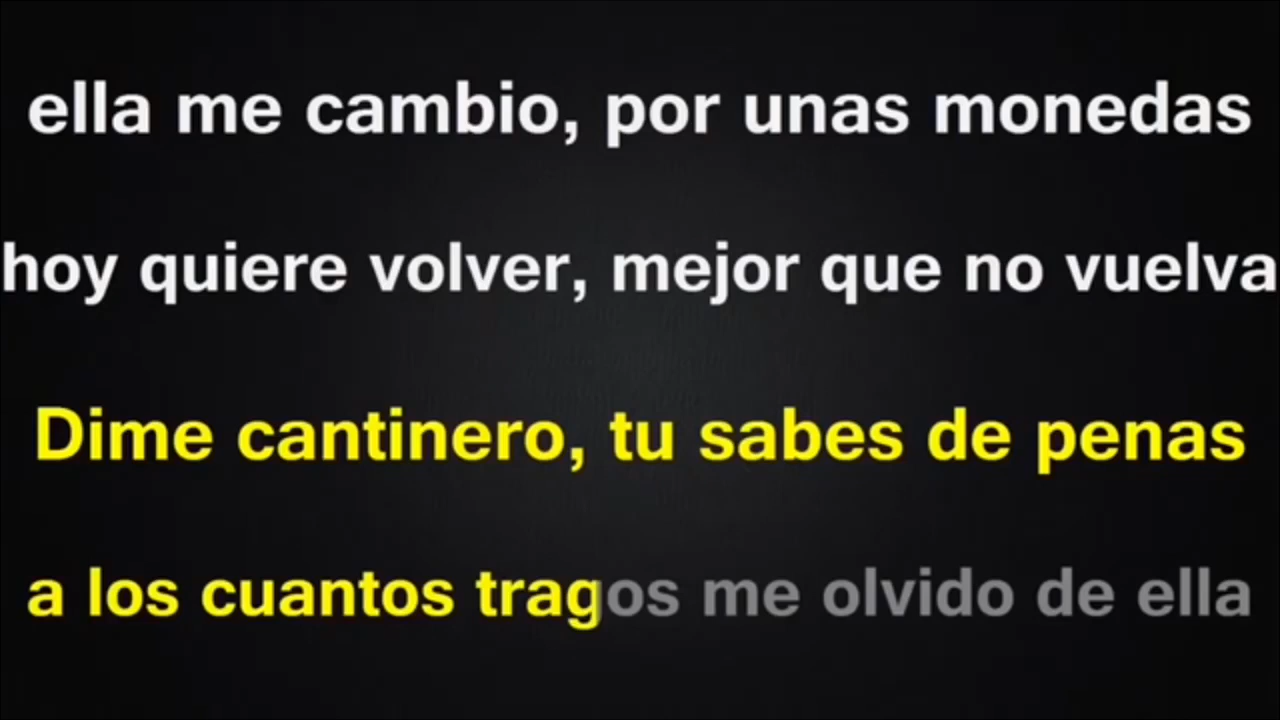 ella me cambio, por unas monedas
hoy quiere volver, mejor que no vuelva
Dime cantinero, tu sabes de penas
a los cuantos tragos me olvido de ella